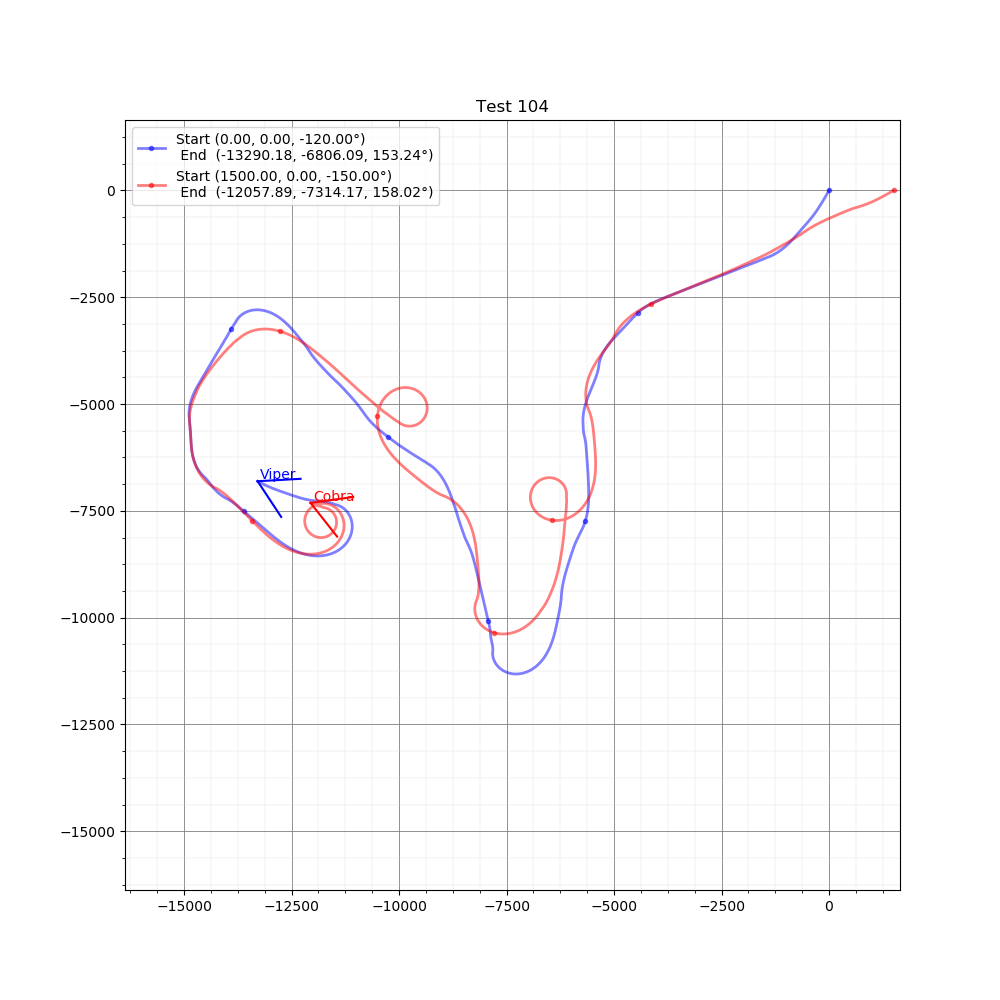 Test 104
Start (0.00, 0.00, -120.00°)
End  (-13290.18, -6806.09, 153.24°)
Start (1500.00, 0.00, -150.00°)
End  (-12057.89, -7314.17, 158.02°)
0
−2500
−5000
−7500
−10000
−12500
−15000
Viper
Cobra
−15000
−12500
−10000
−7500
−5000
−2500
0